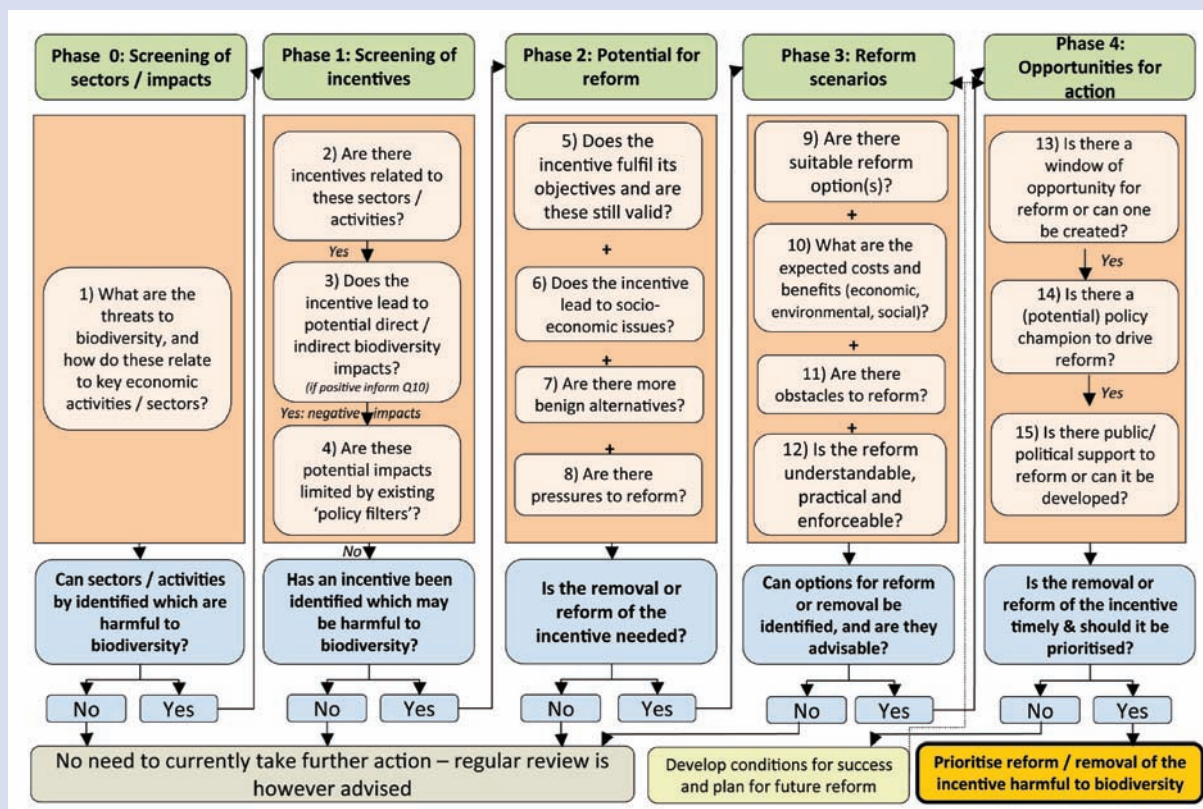 Phase 0: Screening of
sectors / impacts
1) What are the
threats to
biodiversity, and
how do these relate
to key economic
activities / sectors?
Can sectors / activities
by identified which are
harmful to
biodiversity?
No
Yes
Phase 1: Screening of
incentives
2) Are there
incentives related to
these sectors /
activities?
Yes
3) Does the
incentive lead to
potential direct /
indirect biodiversity
impacts?
(if positive inform Q10)
Yes: negative impacts
4) Are these
potential impacts
limited by existing
‘policy filters’?
No
Has an incentive been
identified which may
be harmful to
biodiversity?
No
Yes
Phase 2: Potential for
reform
5) Does the
incentive fulfil its
objectives and are
these still valid?
+
6) Does the incentive
lead to socio-
economic issues?
+
7) Are there more
benign alternatives?
+
8) Are there
pressures to reform?
Is the removal or
reform of the
incentive needed?
No
Yes
Phase 3: Reform
scenarios
9) Are there
suitable reform
option(s)?
+
10) What are the
expected costs and
benefits (economic,
environmental, social)?
+
11) Are there
obstacles to reform?
+
12) Is the reform
understandable,
practical and
enforceable?
Can options for reform
or removal be
identified, and are they
advisable?
No
Yes
Phase 4:
Opportunities for
action
13) Is there a
window of
opportunity for
reform or can one
be created?
Yes
14) Is there a
(potential) policy
champion to drive
reform?
Yes
15) Is there public/
political support to
reform or can it be
developed?
Is the removal or
reform of the incentive
timely & should it be
prioritised?
No
Yes
No need to currently take further action – regular review is
however advised
Develop conditions for success
and plan for future reform
Prioritise reform / removal of the
incentive harmful to biodiversity